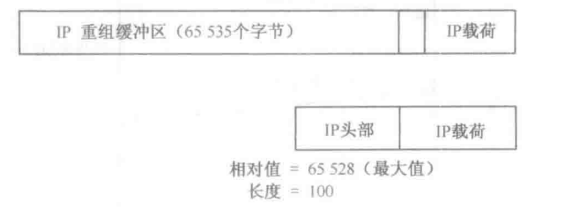 IP 重组缓冲区（65 535个字节）
IP载荷
IP头部
IP载荷
相对值 = 65 528（最大值）
长度 = 100